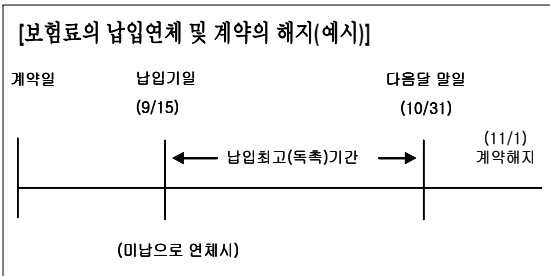 [보험료의 납입연체 및 계약의 해지(예시)]
계약일 납입기일 다음달 말일
(9/15) (10/31)
(11/1)
납입최고(독촉)기간 계약해지
(미납으로 연체시)